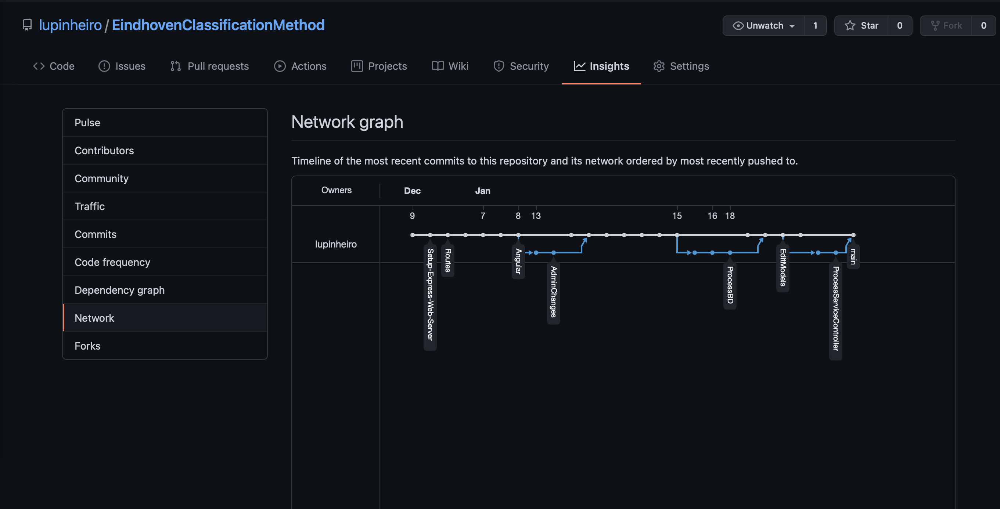 lupinheiro / EindhovenClassificationMethod
Unwatch 1 Star 0 Fork 0
Code Issues Pull requests Actions Projects Wiki Security Insights Settings
Pulse
Contributors
Community
Traffic
Commits
Code frequency
Dependency graph
Network
Forks
Network graph
Timeline of the most recent commits to this repository and its network ordered by most recently pushed to.
Owners Dec Jan
9 7 8 13 15 16 18
lupinheiro
Setup-Express-Web-Server
Routes
Angular
AdminChanges
ProcessBD
EditModels
ProcessServiceController
main